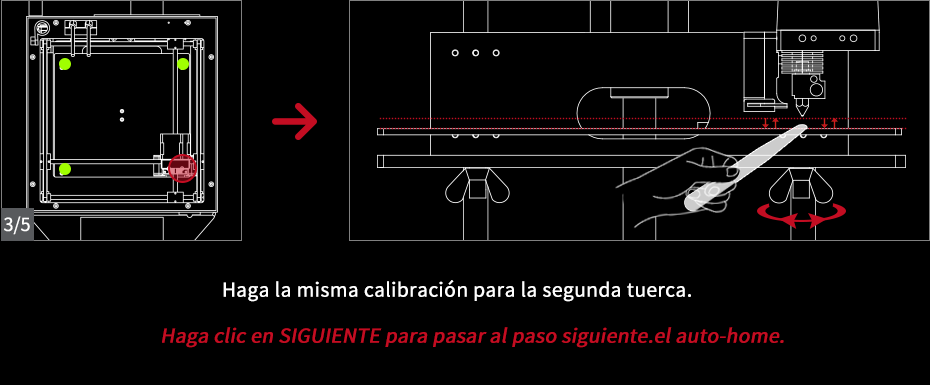 3/5
Haga la misma calibración para la segunda tuerca.
Haga clic en SIGUIENTE para pasar al paso siguiente.el auto-home.